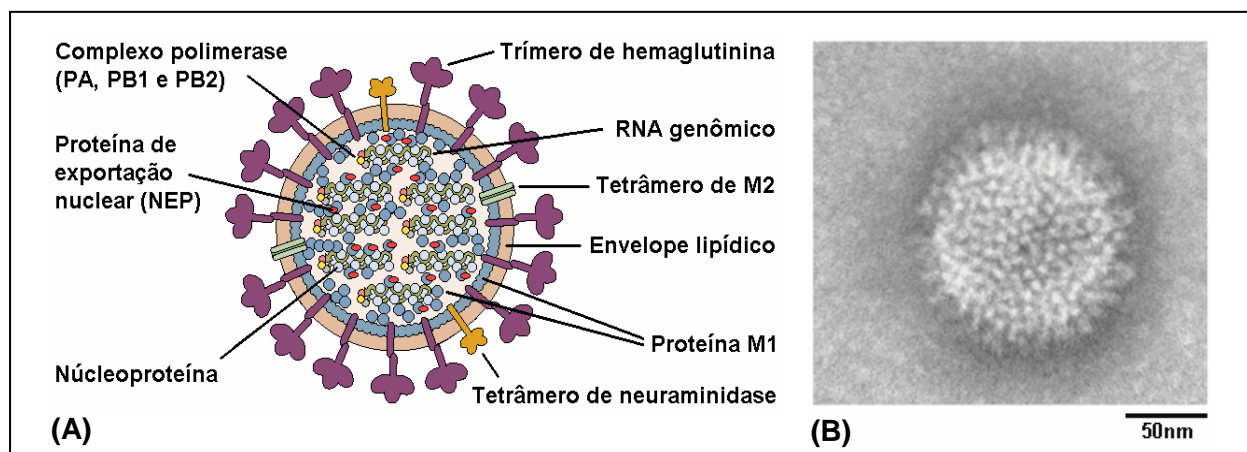 Complexo polimerase
(PA, PB1 e PB2)
Proteína de
exportação
nuclear (NEP)
Núcleoproteína
(A)
Trímero de hemaglutinina
RNA genômico
Tetrâmero de M2
Envelope lipídico
Proteína M1
Tetrâmero de neuraminidase
(B)
50nm